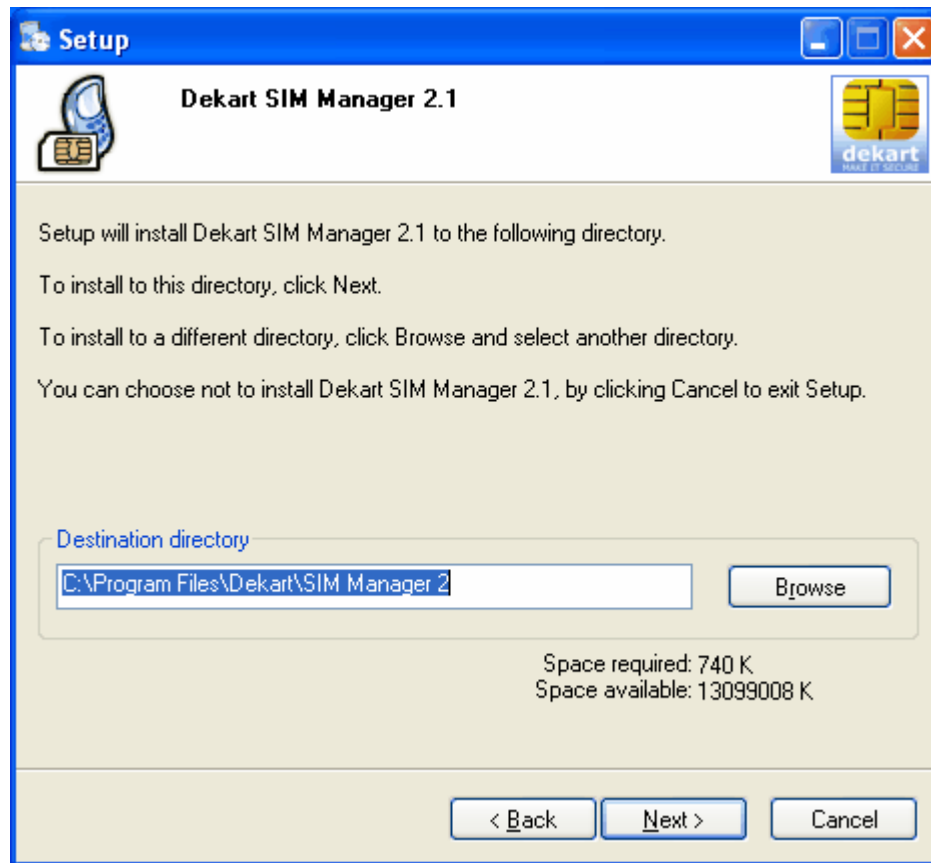 Setup
Dekart SIM Manager 2.1
dekart
MAKE IT SECURE
Setup will install Dekart SIM Manager 2.1 to the following directory.
To install to this directory, click Next.
To install to a different directory, click Browse and select another directory.
You can choose not to install Dekart SIM Manager 2.1, by clicking Cancel to exit Setup.
Destination directory
C:\Program Files\Dekart\SIM Manager 2
Browse
Space required: 740 K
Space available: 13099008 K
< Back
Next >
Cancel